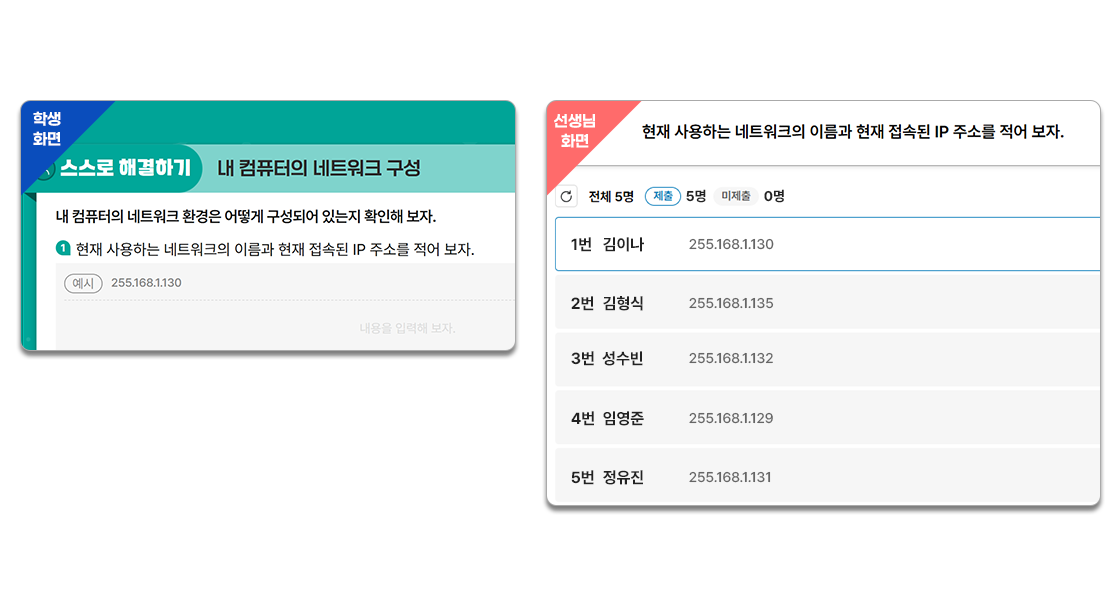 학생
화면
스스로 해결하기
내 컴퓨터의 네트워크 구성
내 컴퓨터의 네트워크 환경은 어떻게 구성되어 있는지 확인해 보자.
1 현재 사용하는 네트워크의 이름과 현재 접속된 IP 주소를 적어 보자.
예시 255.168.1.130
내용을 입력해 보자.
선생님
화면
현재 사용하는 네트워크의 이름과 현재 접속된 IP 주소를 적어 보자.
전체 5명 제출 5명 미제출 0명
1번 김이나 255.168.1.130
2번 김형식 255.168.1.135
3번 성수빈 255.168.1.132
4번 임영준 255.168.1.129
5번 정유진 255.168.1.131